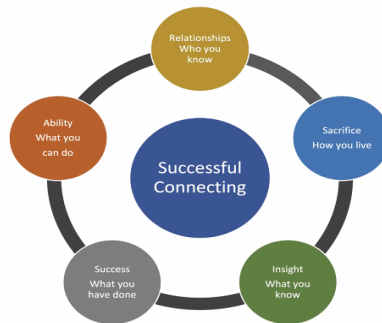 Relationships
Who you
know
Ability
What you
can do
Sacrifice
How you live
Successful
Connecting
Success
What you
have done
Insight
What you
know